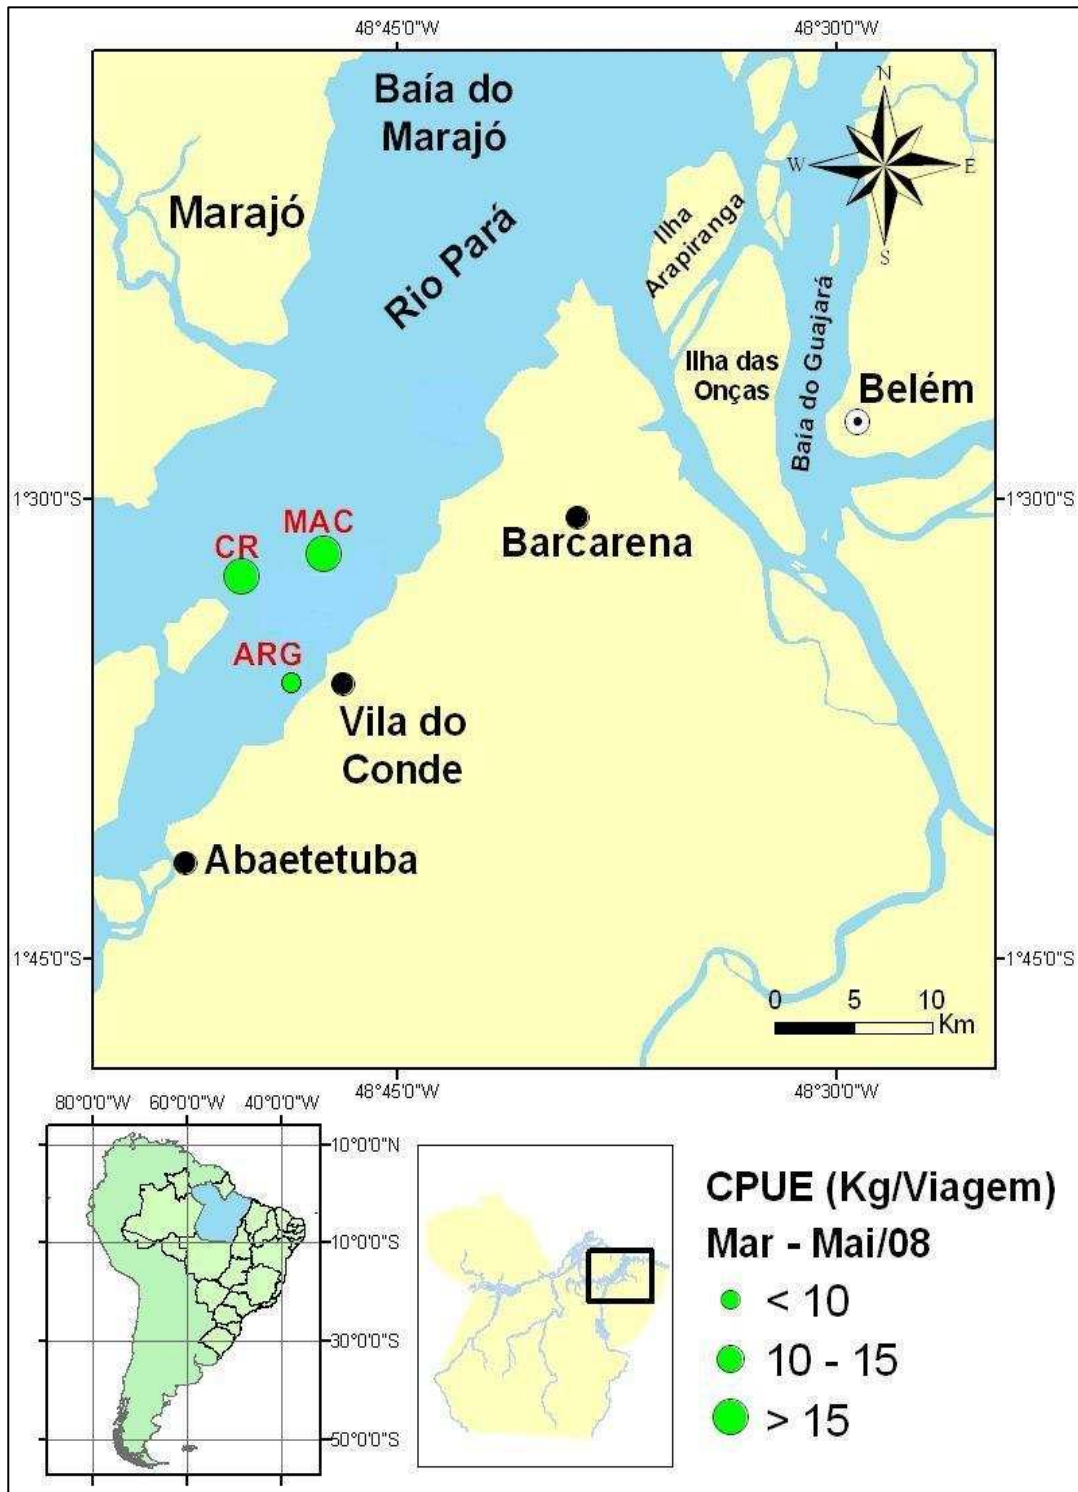 48°45'0"W
48°30'0"W
Baía do
Marajó
N
W
E
S
Marajó
Ilha
Arapiranga
Rio Pará
Baía do Guajará
Ilha das
Onças
Belém
1°30'0"S
1°30'0"S
MAC
CR
Barcarena
ARG
Vila do
Conde
Abaetetuba
1°45'0"S
1°45'0"S
0 5 10
Km
48°45'0"W
48°30'0"W
80°0'0"W 60°0'0"W 40°0'0"W
10°0'0"N
10°0'0"S
30°0'0"S
50°0'0"S
CPUE (Kg/Viagem)
Mar - Mai/08
< 10
10 - 15
> 15